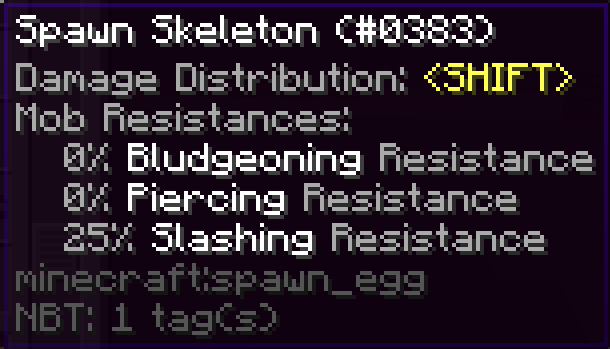 Spawn Skeleton (#0383)
Damage Distribution: <SHIFT>
Mob Resistances:
0% Bludgeoning Resistance
0% Piercing Resistance
25% Slashing Resistance
minecraft:spawn_egg
NBT: 1 tag(s)